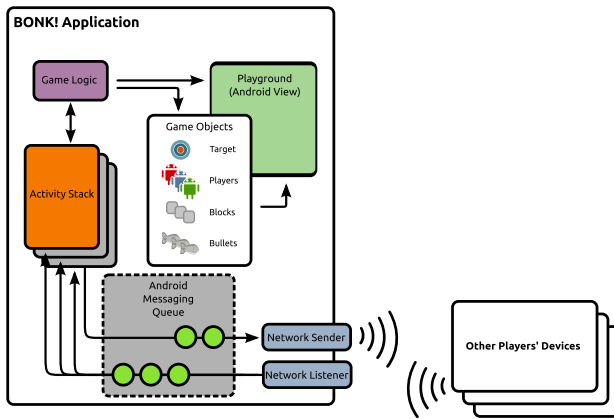 BONK! Application
Game Logic
Playground
(Android View)
Game Objects
Target
Players
Blocks
Bullets
Activity Stack
Android
Messaging
Queue
Network Sender
Network Listener
Other Players' Devices